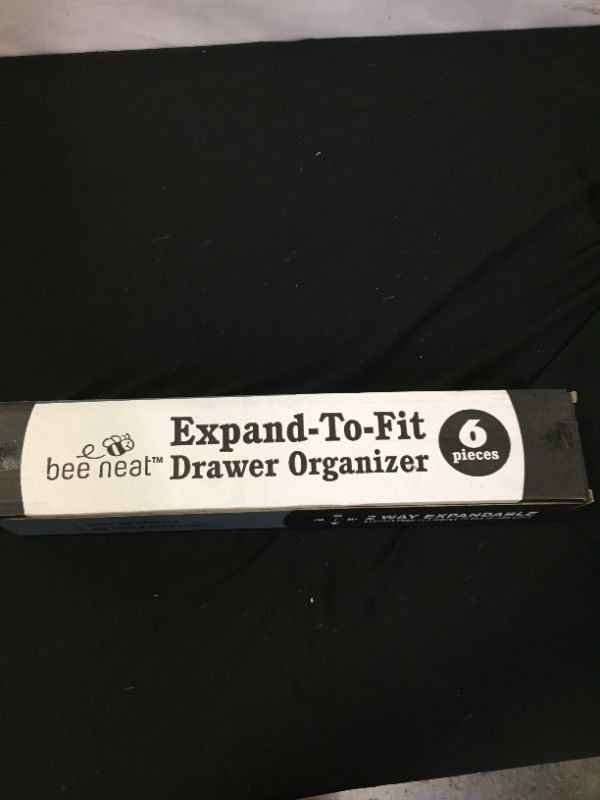 bee neat™
Expand-To-Fit
Drawer Organizer
6
pieces
2 WAY EXPANDABLE